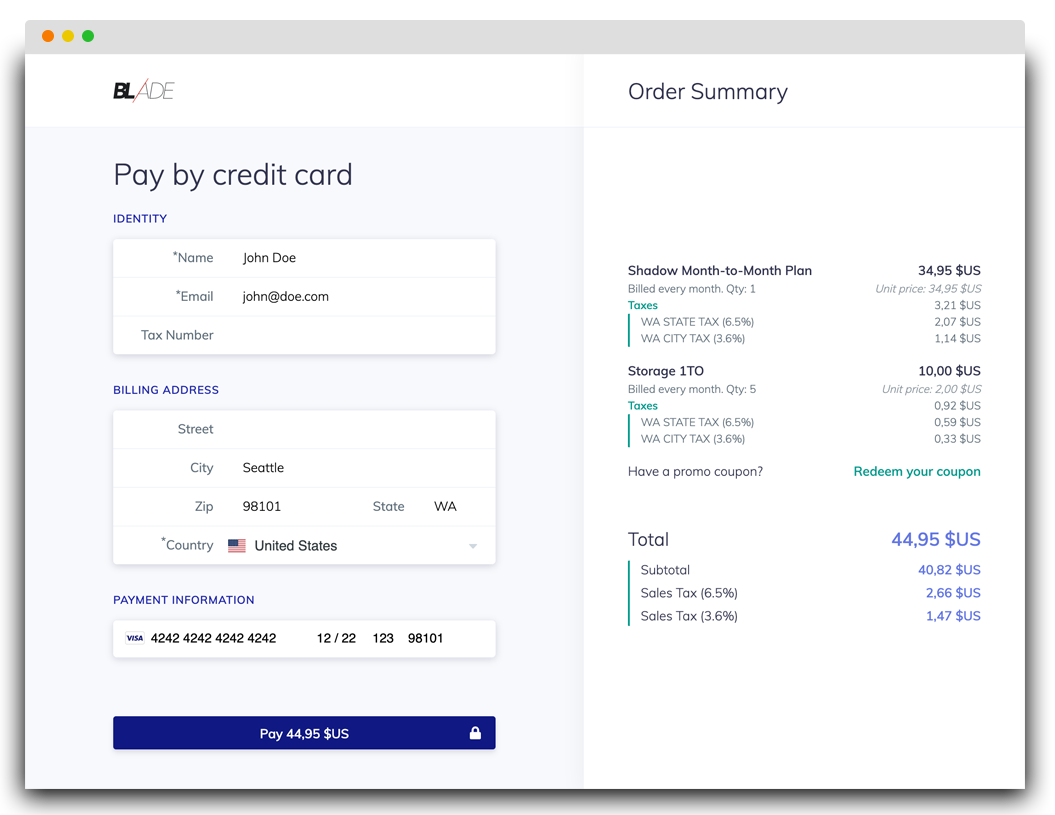 BLADE
Pay by credit card
IDENTITY
*Name John Doe
*Email john@doe.com
Tax Number
BILLING ADDRESS
Street
City Seattle
Zip 98101 State WA
*Country United States
PAYMENT INFORMATION
VISA 4242 4242 4242 4242 12 / 22 123 98101
Pay 44,95 $US
Order Summary
Shadow Month-to-Month Plan 34,95 $US
Billed every month. Qty: 1 Unit price: 34,95 $US
Taxes 3,21 $US
WA STATE TAX (6.5%) 2,07 $US
WA CITY TAX (3.6%) 1,14 $US
Storage 1TO 10,00 $US
Billed every month. Qty: 5 Unit price: 2,00 $US
Taxes 0,92 $US
WA STATE TAX (6.5%) 0,59 $US
WA CITY TAX (3.6%) 0,33 $US
Have a promo coupon? Redeem your coupon
Total 44,95 $US
Subtotal 40,82 $US
Sales Tax (6.5%) 2,66 $US
Sales Tax (3.6%) 1,47 $US